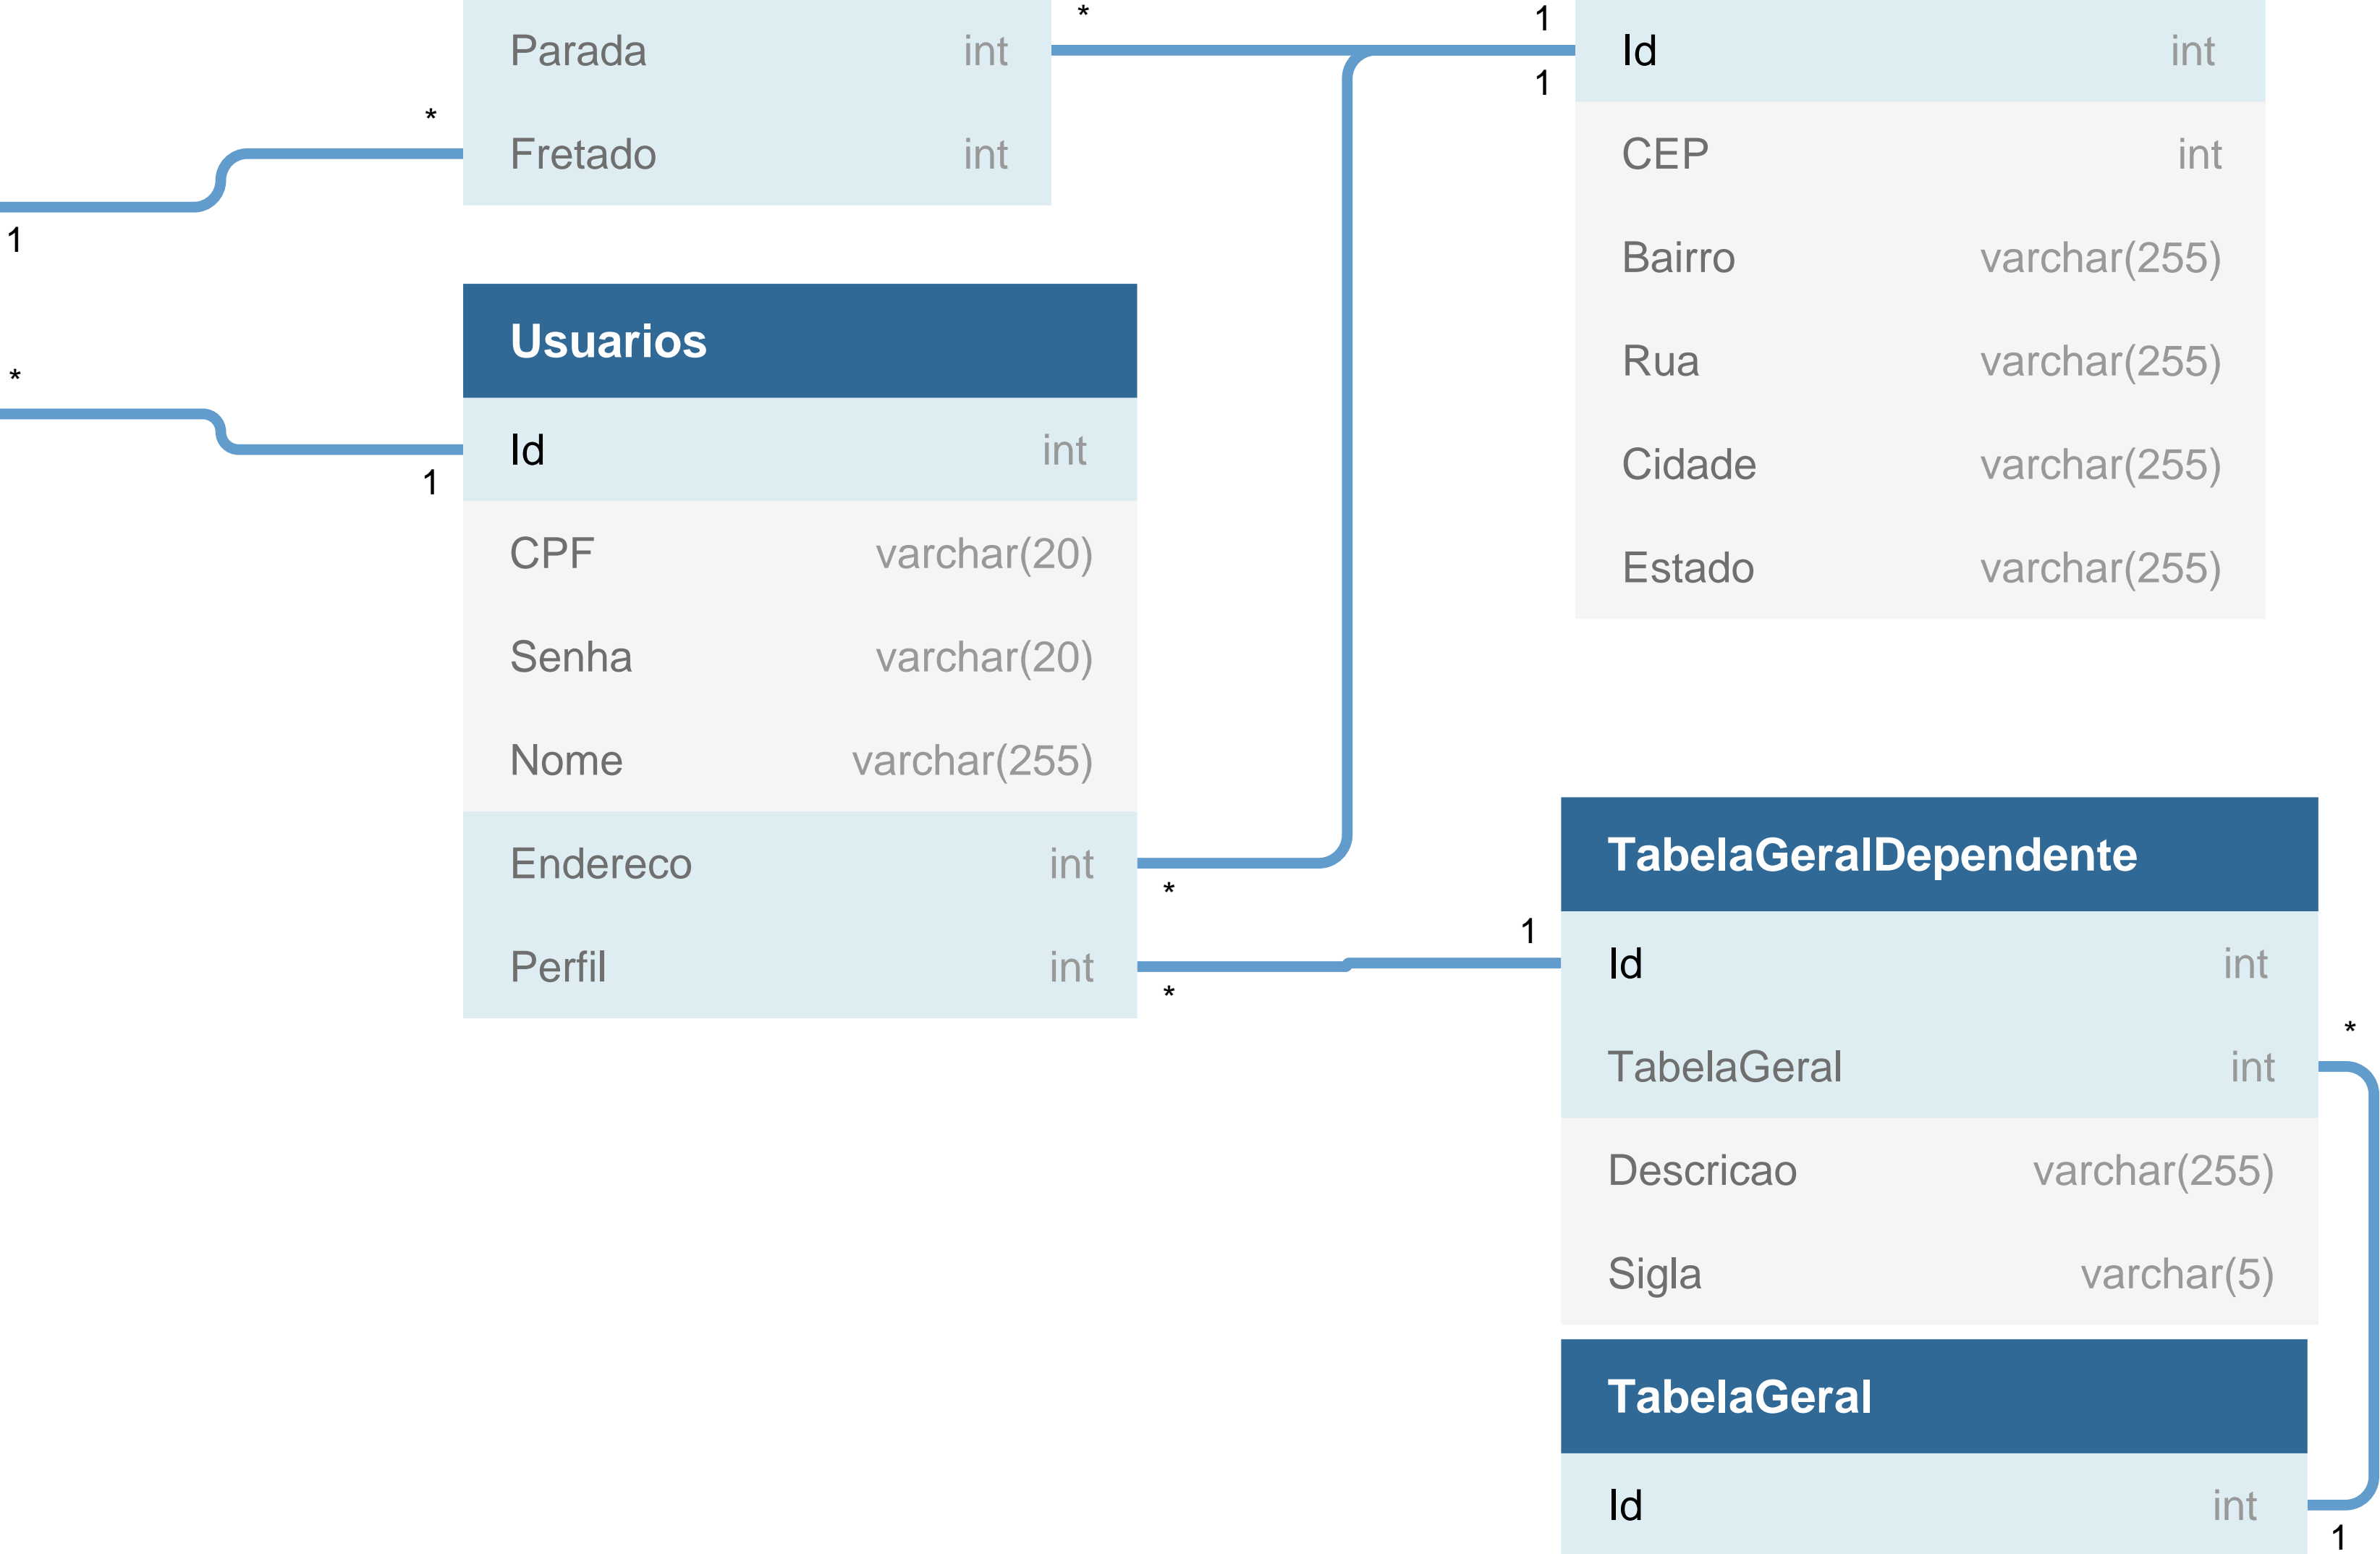 *
1
Parada int
Id int
1
*
Fretado int
1
CEP int
Bairro varchar(255)
Rua varchar(255)
Cidade varchar(255)
Estado varchar(255)
Usuarios
*
Id int
1
CPF varchar(20)
Senha varchar(20)
Nome varchar(255)
Endereco int
*
Perfil int
*
TabelaGeralDependente
1
Id int
*
TabelaGeral int
Descricao varchar(255)
Sigla varchar(5)
TabelaGeral
Id int
1